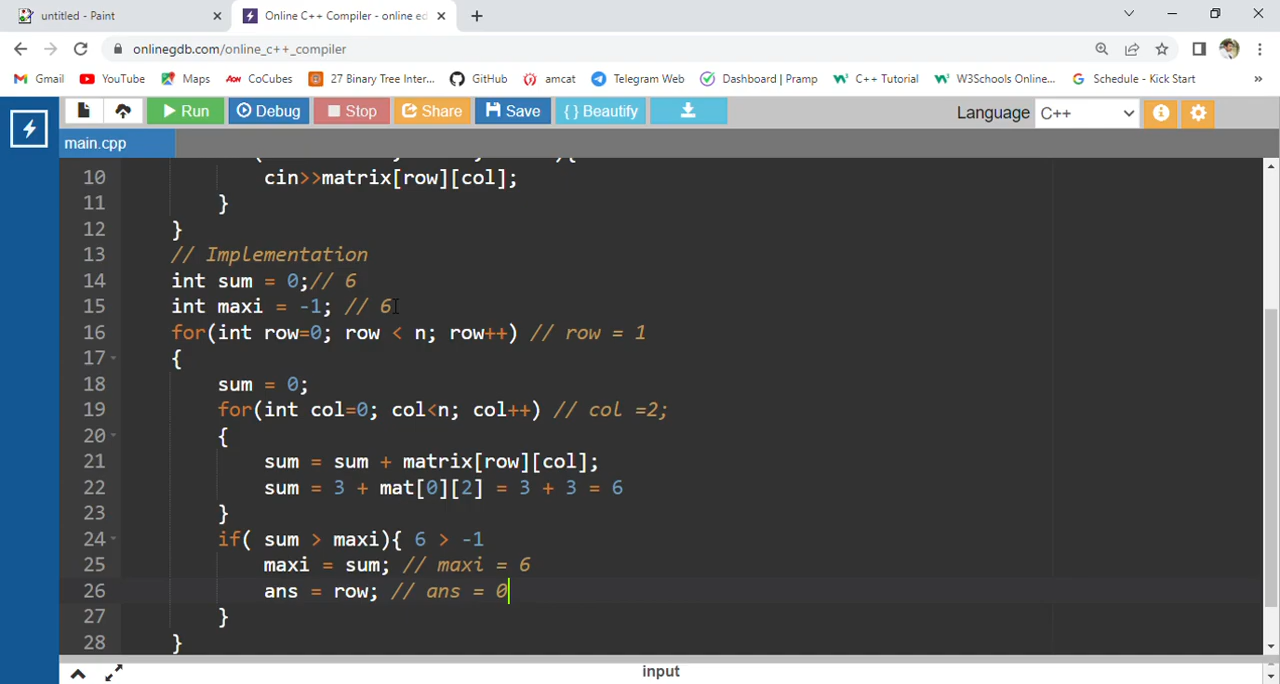 untitled - Paint
Online C++ Compiler - online ed
onlinegdb.com/online_c++_compiler
Gmail YouTube Maps AON CoCubes 27 Binary Tree Inter... GitHub amcat Telegram Web Dashboard | Pramp C++ Tutorial W3Schools Online... Schedule - Kick Start »
Run Debug Stop Share Save { } Beautify Language C++
main.cpp
10 cin>>matrix[row][col];
11 }
12 }
13 // Implementation
14 int sum = 0;// 6
15 int maxi = -1; // 6
16 for(int row=0; row < n; row++) // row = 1
17 {
18 sum = 0;
19 for(int col=0; col<n; col++) // col =2;
20 {
21 sum = sum + matrix[row][col];
22 sum = 3 + mat[0][2] = 3 + 3 = 6
23 }
24 if( sum > maxi){ 6 > -1
25 maxi = sum; // maxi = 6
26 ans = row; // ans = 0
27 }
28 }
input